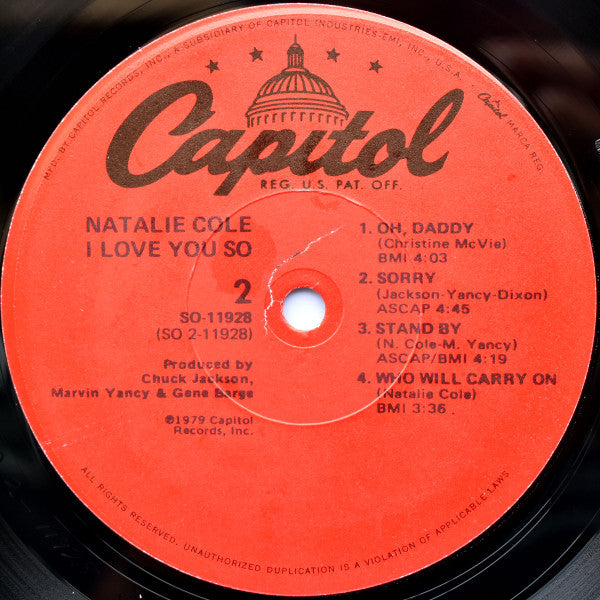 MFD. BY CAPITOL RECORDS, INC., A SUBSIDIARY OF CAPITOL INDUSTRIES-EMI, INC., U.S.A.
Capitol MARCA REG.
Capitol
REG. U.S. PAT. OFF.
NATALIE COLE
I LOVE YOU SO
2
SO-11928
(SO 2-11928)
Produced by
Chuck Jackson,
Marvin Yancy & Gene Barge
℗1979 Capitol
Records, Inc.
1. OH, DADDY
(Christine McVie)
BMI 4:03
2. SORRY
(Jackson-Yancy-Dixon)
ASCAP 4:45
3. STAND BY
(N. Cole-M. Yancy)
ASCAP/BMI 4:19
4. WHO WILL CARRY ON
(Natalie Cole)
BMI 3:36
ALL RIGHTS RESERVED. UNAUTHORIZED DUPLICATION IS A VIOLATION OF APPLICABLE LAWS